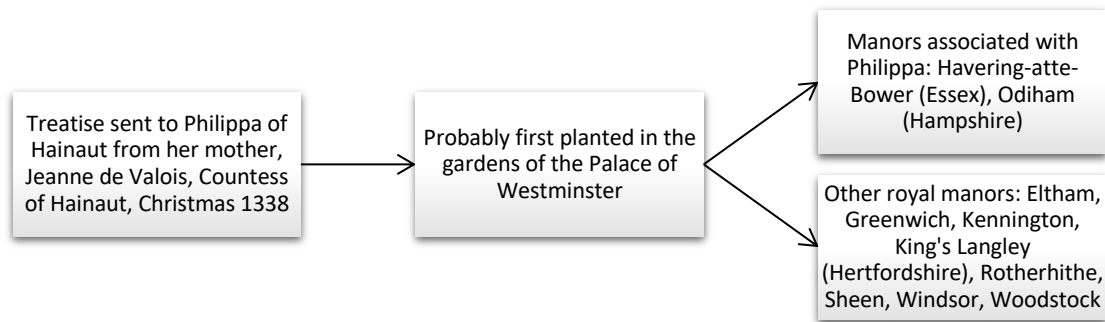 Treatise sent to Philippa of
Hainaut from her mother,
Jeanne de Valois, Countess
of Hainaut, Christmas 1338
Probably first planted in the
gardens of the Palace of
Westminster
Manors associated with
Philippa: Havering-atte-
Bower (Essex), Odiham
(Hampshire)
Other royal manors: Eltham,
Greenwich, Kennington,
King's Langley
(Hertfordshire), Rotherhithe,
Sheen, Windsor, Woodstock